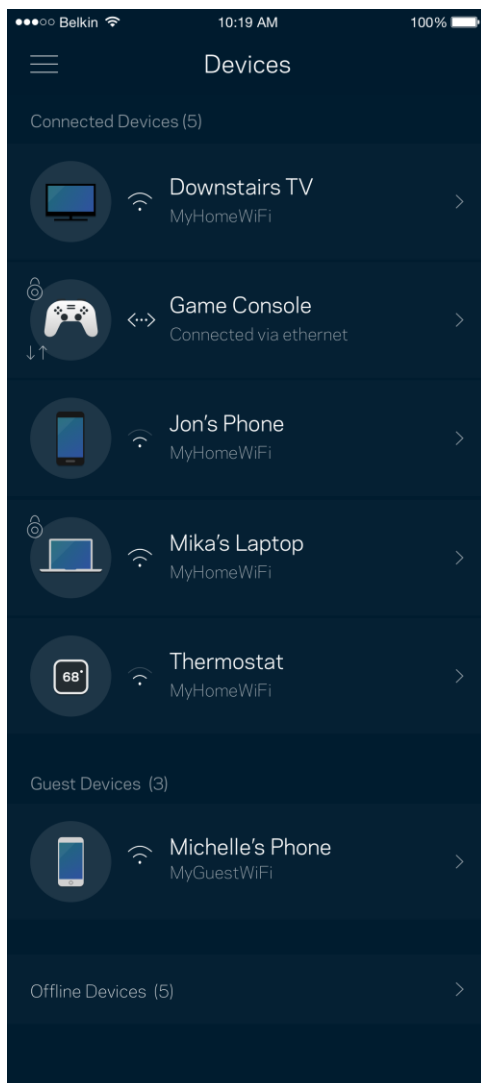 Belkin 10:19 AM 100%
Devices
Connected Devices (5)
Downstairs TV
MyHomeWiFi
Game Console
Connected via ethernet
Jon's Phone
MyHomeWiFi
Mika's Laptop
MyHomeWiFi
68°
Thermostat
MyHomeWiFi
Guest Devices (3)
Michelle's Phone
MyGuestWiFi
Offline Devices (5)